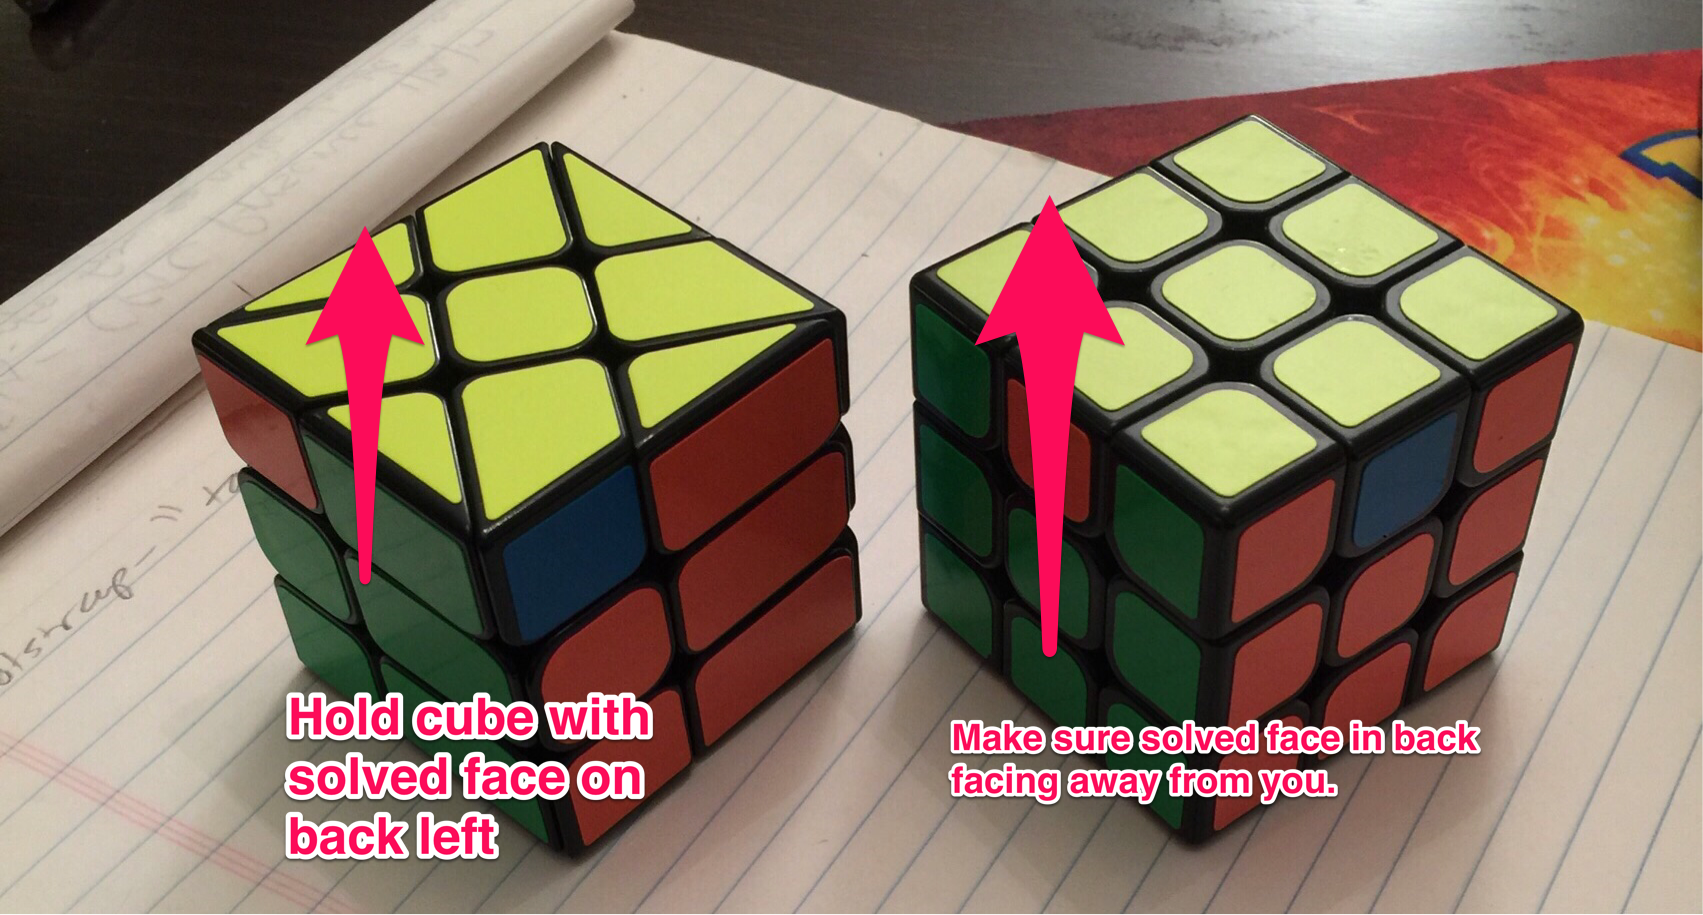 Hold cube with
solved face on
back left
Make sure solved face in back
facing away from you.